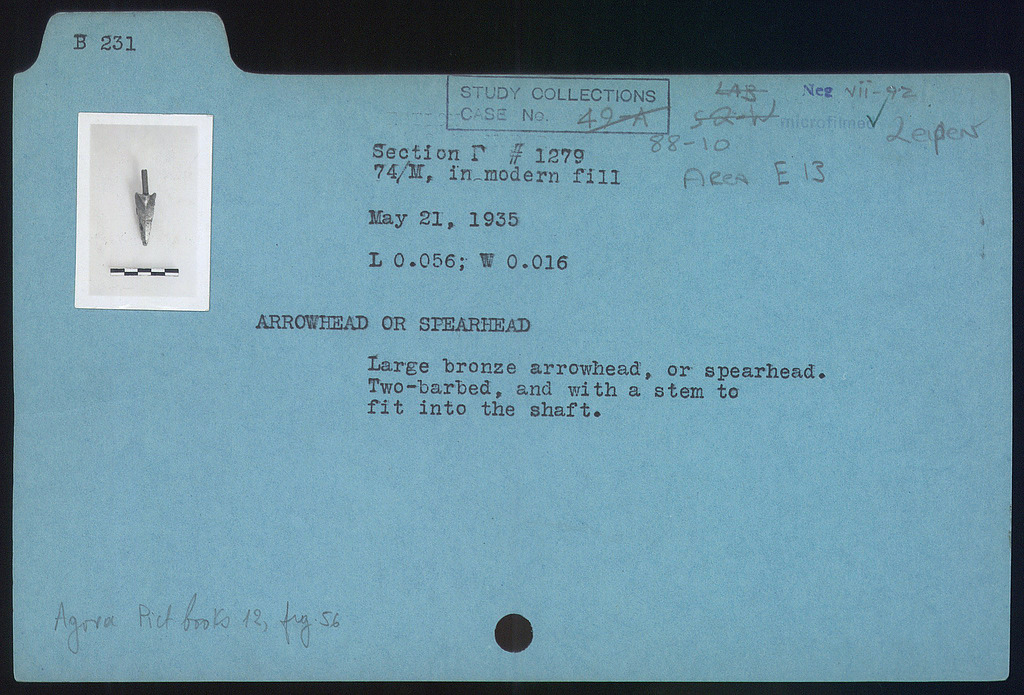 B 231
STUDY COLLECTIONS
CASE No. 49-A
LAB
Neg vii-92
microfilmed ✓
88-10
Section Γ # 1279
74/M, in modern fill
Area E 13
May 21, 1935
L 0.056; W 0.016
ARROWHEAD OR SPEARHEAD
Large bronze arrowhead, or spearhead.
Two-barbed, and with a stem to
fit into the shaft.
Agora Pict books 12, fig. 56